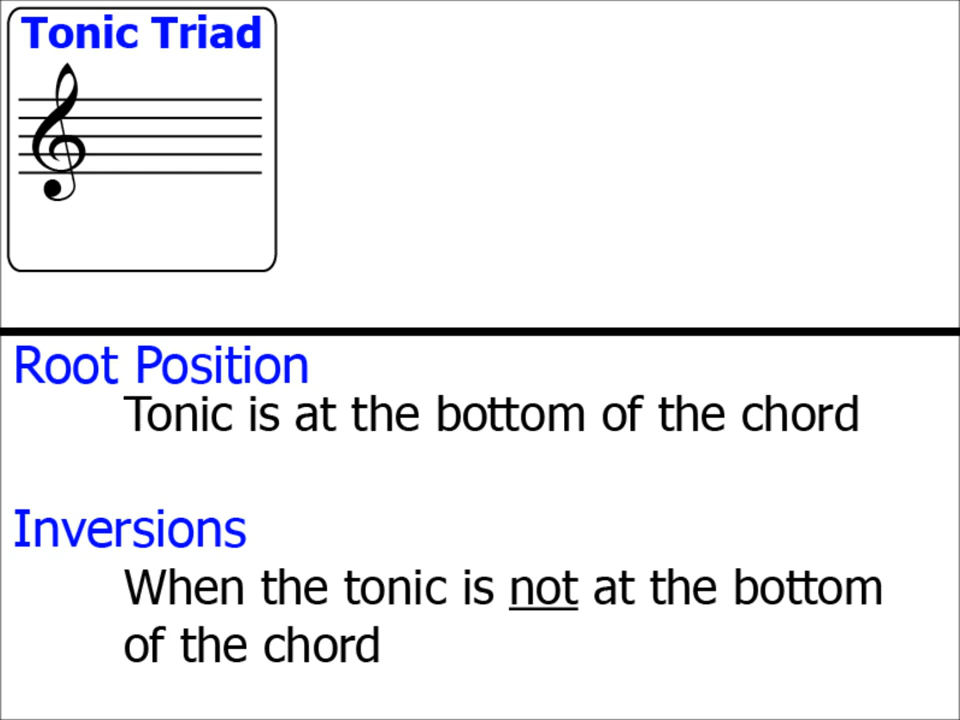 Tonic Triad
Root Position
Tonic is at the bottom of the chord
Inversions
When the tonic is not at the bottom
of the chord